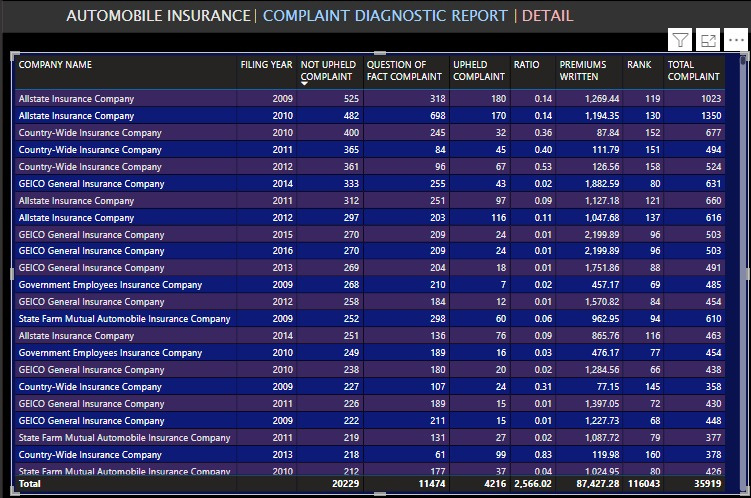 AUTOMOBILE INSURANCE | COMPLAINT DIAGNOSTIC REPORT | DETAIL
COMPANY NAME FILING YEAR NOT UPHELD COMPLAINT QUESTION OF FACT COMPLAINT UPHELD COMPLAINT RATIO PREMIUMS WRITTEN RANK TOTAL COMPLAINT
Allstate Insurance Company 2009 525 318 180 0.14 1,269.44 119 1023
Allstate Insurance Company 2010 482 698 170 0.14 1,194.35 130 1350
Country-Wide Insurance Company 2010 400 245 32 0.36 87.84 152 677
Country-Wide Insurance Company 2011 365 84 45 0.40 111.79 151 494
Country-Wide Insurance Company 2012 361 96 67 0.53 126.56 158 524
GEICO General Insurance Company 2014 333 255 43 0.02 1,882.59 80 631
Allstate Insurance Company 2011 312 251 97 0.09 1,127.18 121 660
Allstate Insurance Company 2012 297 203 116 0.11 1,047.68 137 616
GEICO General Insurance Company 2015 270 209 24 0.01 2,199.89 96 503
GEICO General Insurance Company 2016 270 209 24 0.01 2,199.89 96 503
GEICO General Insurance Company 2013 269 204 18 0.01 1,751.86 88 491
Government Employees Insurance Company 2009 268 210 7 0.02 457.17 69 485
GEICO General Insurance Company 2012 258 184 12 0.01 1,570.82 84 454
State Farm Mutual Automobile Insurance Company 2009 252 298 60 0.06 962.95 94 610
Allstate Insurance Company 2014 251 136 76 0.09 865.76 116 463
Government Employees Insurance Company 2010 249 189 16 0.03 476.17 77 454
GEICO General Insurance Company 2010 238 180 20 0.02 1,284.56 66 438
Country-Wide Insurance Company 2009 227 107 24 0.31 77.15 145 358
GEICO General Insurance Company 2011 226 189 15 0.01 1,397.05 72 430
GEICO General Insurance Company 2009 222 211 15 0.01 1,227.73 68 448
State Farm Mutual Automobile Insurance Company 2011 219 131 27 0.02 1,087.72 79 377
Country-Wide Insurance Company 2013 218 61 99 0.83 119.98 160 378
State Farm Mutual Automobile Insurance Company 2010 212 177 37 0.04 1,024.95 80 426
Total 20229 11474 4216 2,566.02 87,427.28 116043 35919